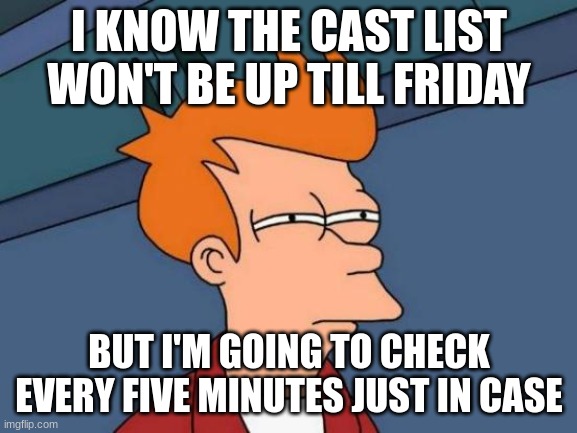 I KNOW THE CAST LIST
WON'T BE UP TILL FRIDAY
BUT I'M GOING TO CHECK
EVERY FIVE MINUTES JUST IN CASE
imgflip.com